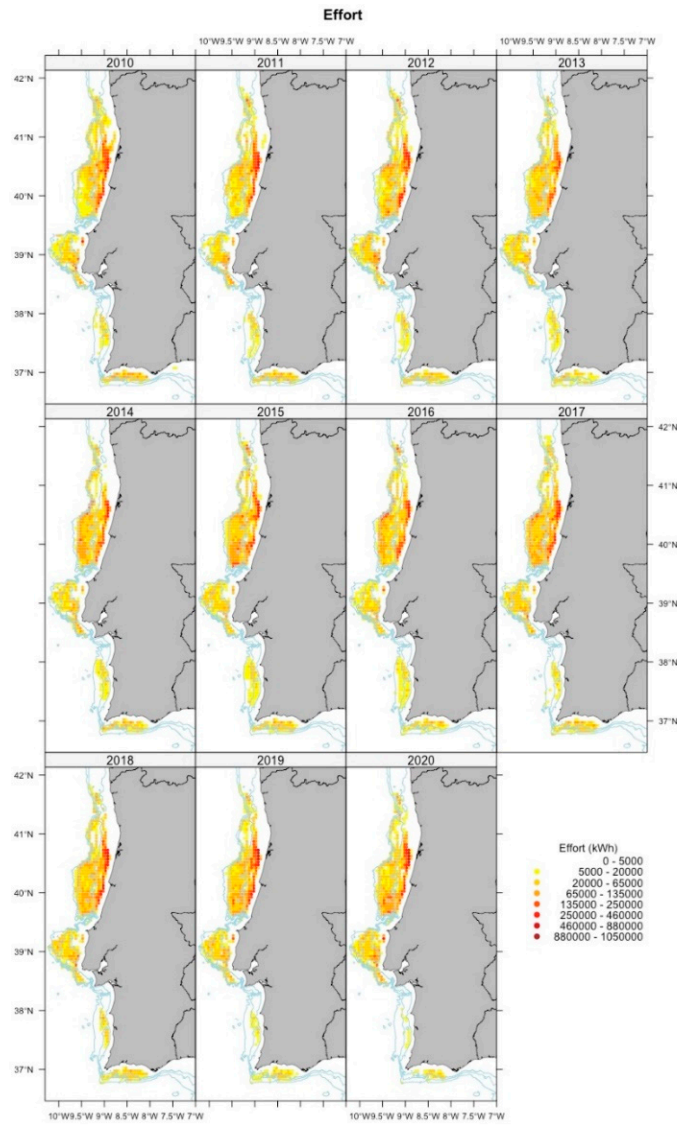 Effort
10°W9.5°W 9°W 8.5°W 8°W 7.5°W 7°W
10°W9.5°W 9°W 8.5°W 8°W 7.5°W 7°W
2010
2011
2012
2013
42°N
41°N
40°N
39°N
38°N
37°N
2014
2015
2016
2017
42°N
41°N
40°N
39°N
38°N
37°N
2018
2019
2020
42°N
41°N
40°N
39°N
38°N
37°N
Effort (kWh)
0 - 5000
5000 - 20000
20000 - 65000
65000 - 135000
135000 - 250000
250000 - 460000
460000 - 880000
880000 - 1050000
10°W9.5°W 9°W 8.5°W 8°W 7.5°W 7°W
10°W9.5°W 9°W 8.5°W 8°W 7.5°W 7°W